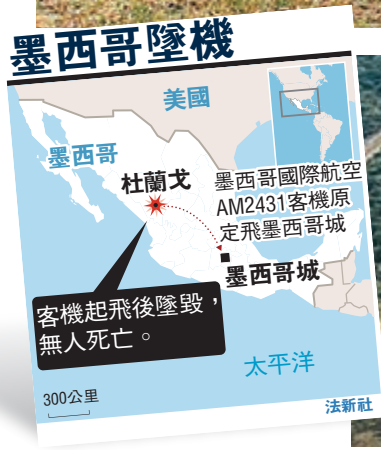 墨西哥墜機
美國
墨西哥
杜蘭戈
墨西哥國際航空
AM2431客機原
定飛墨西哥城
墨西哥城
客機起飛後墜毀，
無人死亡。
太平洋
300公里
法新社